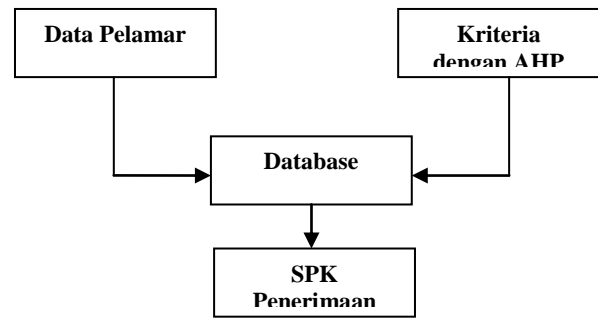 Data Pelamar
Kriteria
dengan AHP
Database
SPK
Penerimaan